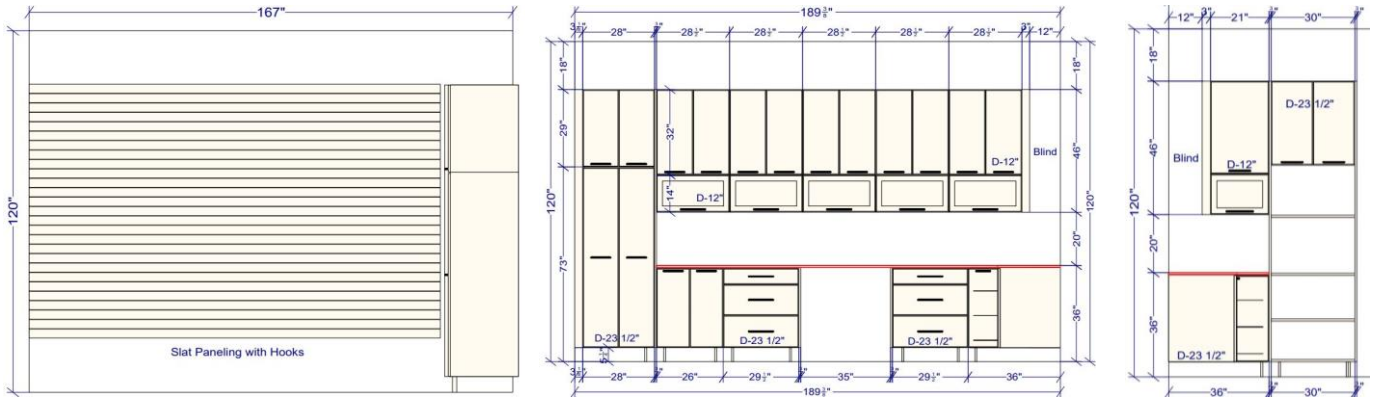 167"
120"
Slat Paneling with Hooks
189 3/8"
28" 28 1/2" 28 1/2" 28 1/2" 28 1/2" 28 1/2" 3" 12"
18" 18"
29" 32" 46"
Blind
D-12"
14" D-12"
120" 120"
20"
73"
36"
D-23 1/2" D-23 1/2" D-23 1/2"
28" 26" 29 1/2" 35" 29 1/2" 36"
189 3/8"
12" 3" 21" 30"
18"
D-23 1/2"
46"
Blind
D-12"
120"
20"
36"
D-23 1/2"
36" 30"